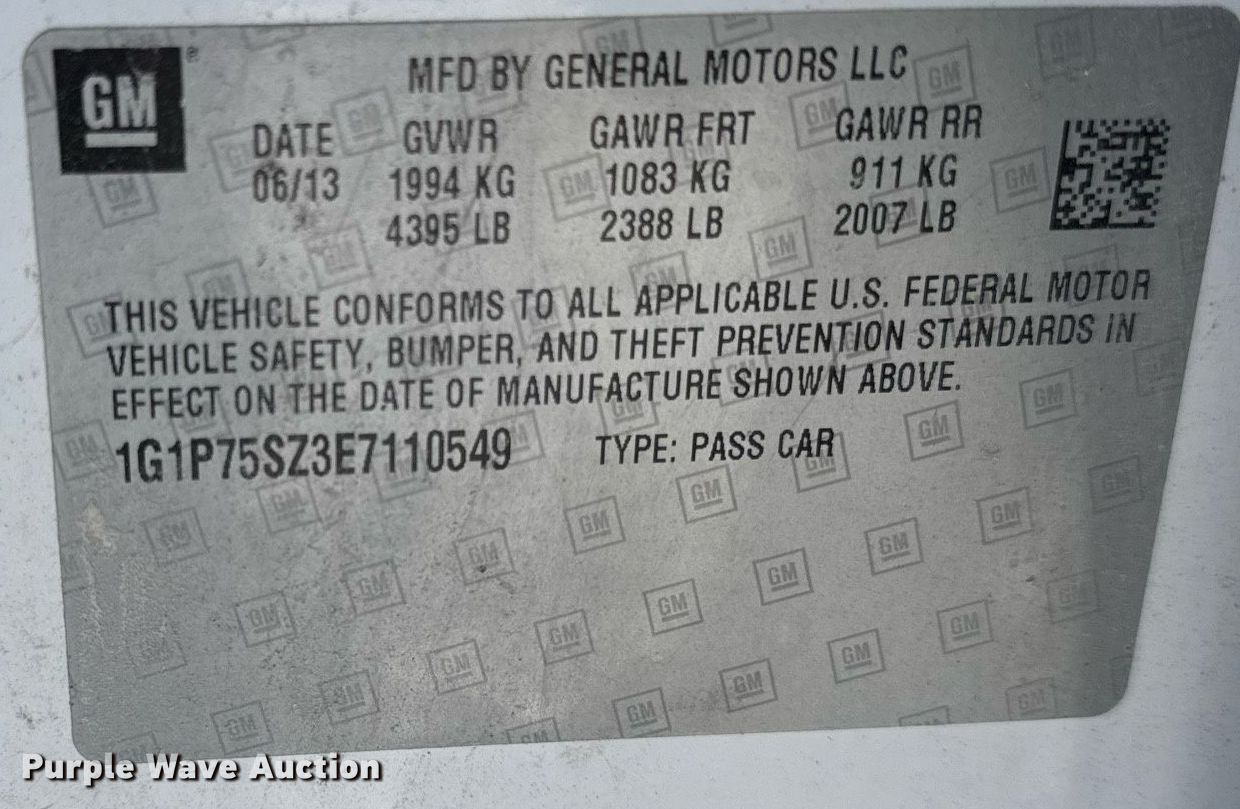 GM
MFD BY GENERAL MOTORS LLC
DATE GVWR GAWR FRT GAWR RR
06/13 1994 KG 1083 KG 911 KG
4395 LB 2388 LB 2007 LB
THIS VEHICLE CONFORMS TO ALL APPLICABLE U.S. FEDERAL MOTOR
VEHICLE SAFETY, BUMPER, AND THEFT PREVENTION STANDARDS IN
EFFECT ON THE DATE OF MANUFACTURE SHOWN ABOVE.
1G1P75SZ3E7110549 TYPE: PASS CAR
Purple Wave Auction